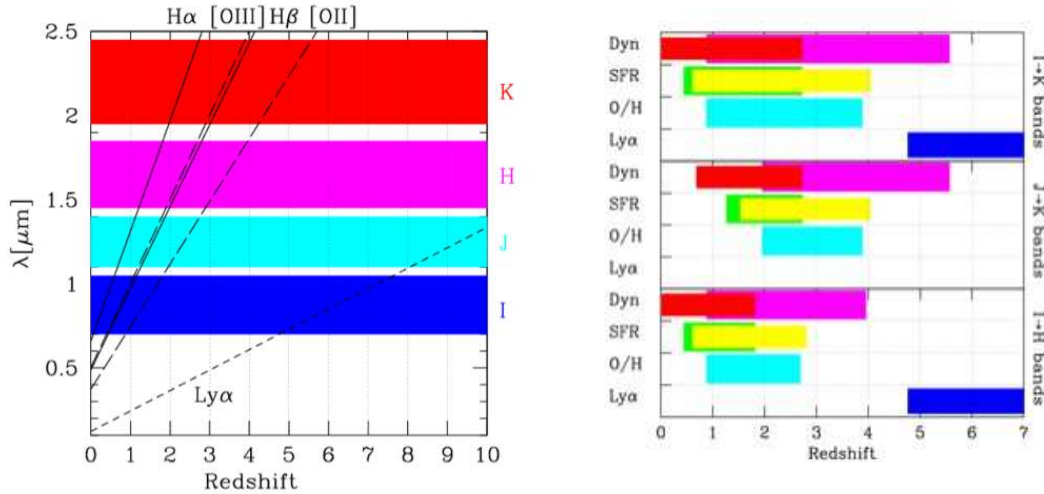 Hα [OIII] Hβ [OII]
2.5
2
1.5
1
0.5
λ[μm]
K
H
J
I
Lyα
0 1 2 3 4 5 6 7 8 9 10
Redshift
Dyn
SFR
O/H
Lyα
I→K bands
Dyn
SFR
O/H
Lyα
J→K bands
Dyn
SFR
O/H
Lyα
I→H bands
0 1 2 3 4 5 6 7
Redshift